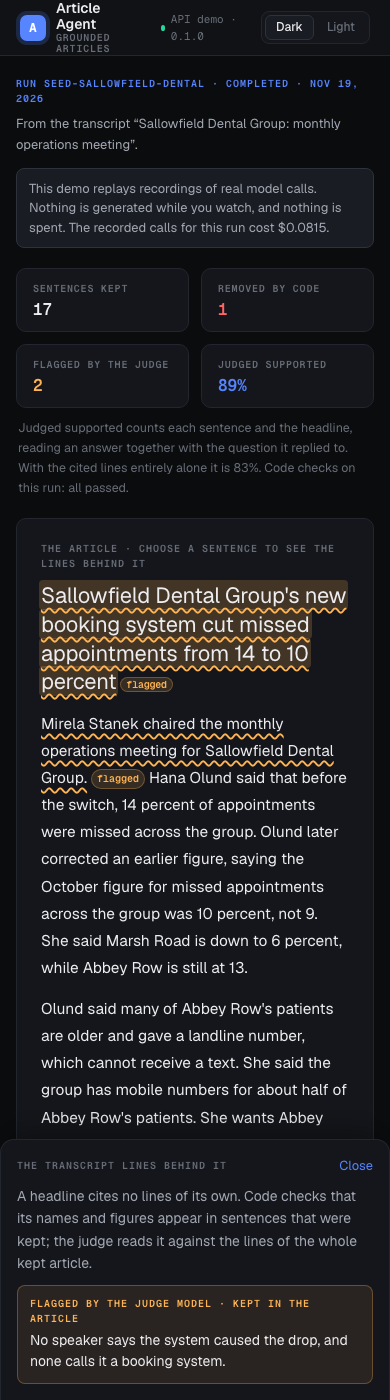 A
Article
Agent
GROUNDED
ARTICLES
API demo ·
0.1.0
Dark
Light
RUN SEED-SALLOWFIELD-DENTAL · COMPLETED · NOV 19,
2026
From the transcript “Sallowfield Dental Group: monthly
operations meeting”.
This demo replays recordings of real model calls.
Nothing is generated while you watch, and nothing is
spent. The recorded calls for this run cost $0.0815.
SENTENCES KEPT
17
REMOVED BY CODE
1
FLAGGED BY THE JUDGE
2
JUDGED SUPPORTED
89%
Judged supported counts each sentence and the headline,
reading an answer together with the question it replied to.
With the cited lines entirely alone it is 83%. Code checks on
this run: all passed.
THE ARTICLE · CHOOSE A SENTENCE TO SEE THE
LINES BEHIND IT
Sallowfield Dental Group's new
booking system cut missed
appointments from 14 to 10
percent flagged
Mirela Stanek chaired the monthly
operations meeting for Sallowfield Dental
Group. flagged Hana Olund said that before
the switch, 14 percent of appointments
were missed across the group. Olund later
corrected an earlier figure, saying the
October figure for missed appointments
across the group was 10 percent, not 9.
She said Marsh Road is down to 6 percent,
while Abbey Row is still at 13.
Olund said many of Abbey Row's patients
are older and gave a landline number,
which cannot receive a text. She said the
group has mobile numbers for about half of
Abbey Row's patients. She wants Abbey
THE TRANSCRIPT LINES BEHIND IT
Close
A headline cites no lines of its own. Code checks that
its names and figures appear in sentences that were
kept; the judge reads it against the lines of the whole
kept article.
FLAGGED BY THE JUDGE MODEL · KEPT IN THE
ARTICLE
No speaker says the system caused the drop, and
none calls it a booking system.